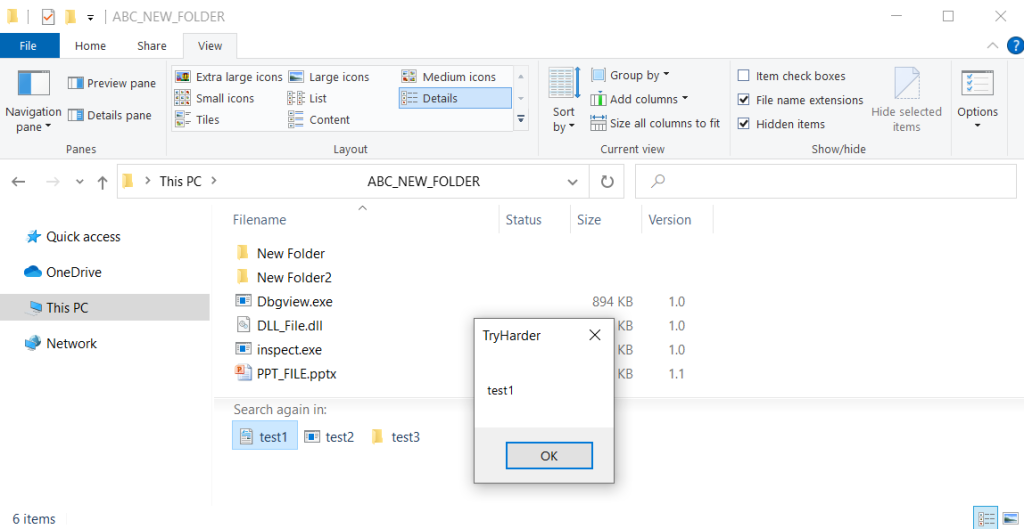 ABC_NEW_FOLDER
File Home Share View
Navigation pane
Preview pane
Details pane
Panes
Extra large icons Large icons Medium icons
Small icons List Details
Tiles Content
Layout
Sort by
Group by
Add columns
Size all columns to fit
Current view
Item check boxes
File name extensions
Hidden items
Hide selected items
Show/hide
Options
This PC ABC_NEW_FOLDER
Quick access
OneDrive
This PC
Network
Filename Status Size Version
New Folder
New Folder2
Dbgview.exe 894 KB 1.0
DLL_File.dll KB 1.0
inspect.exe KB 1.0
PPT_FILE.pptx KB 1.1
Search again in:
test1 test2 test3
TryHarder
test1
OK
6 items